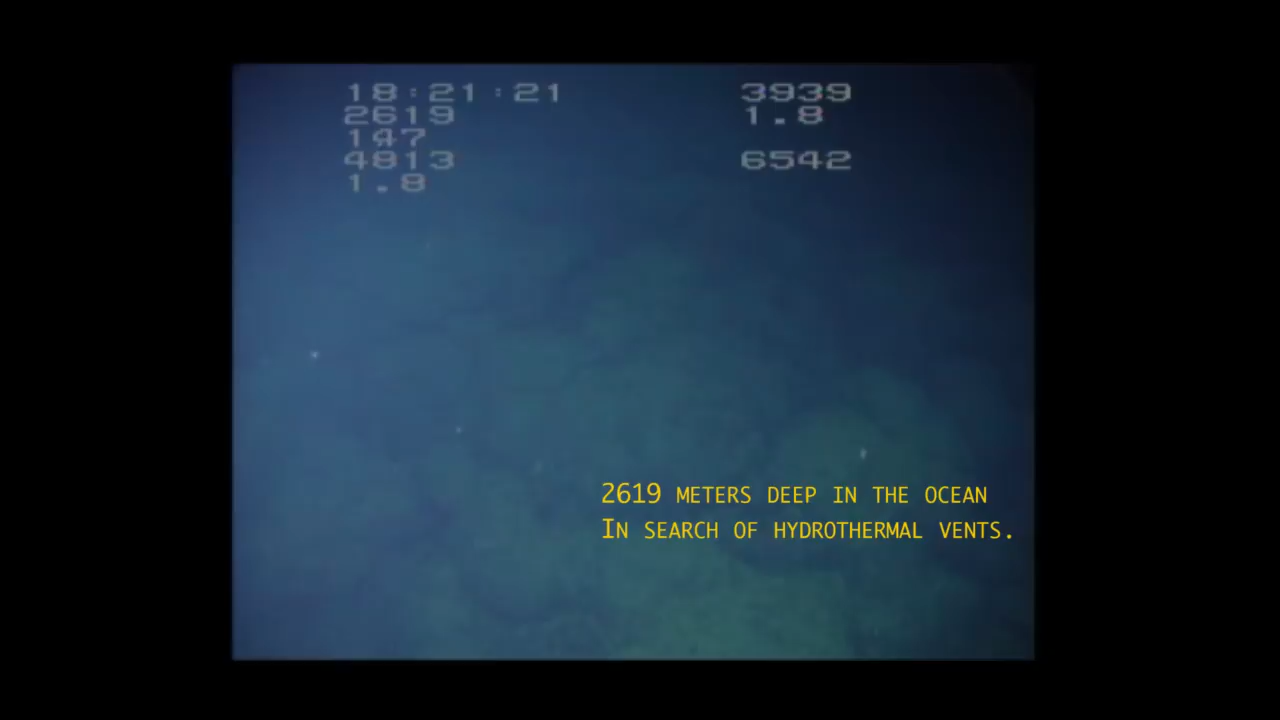 18:21:21 3939
2619 1.8
147
4813 6542
1.8
2619 METERS DEEP IN THE OCEAN
IN SEARCH OF HYDROTHERMAL VENTS.